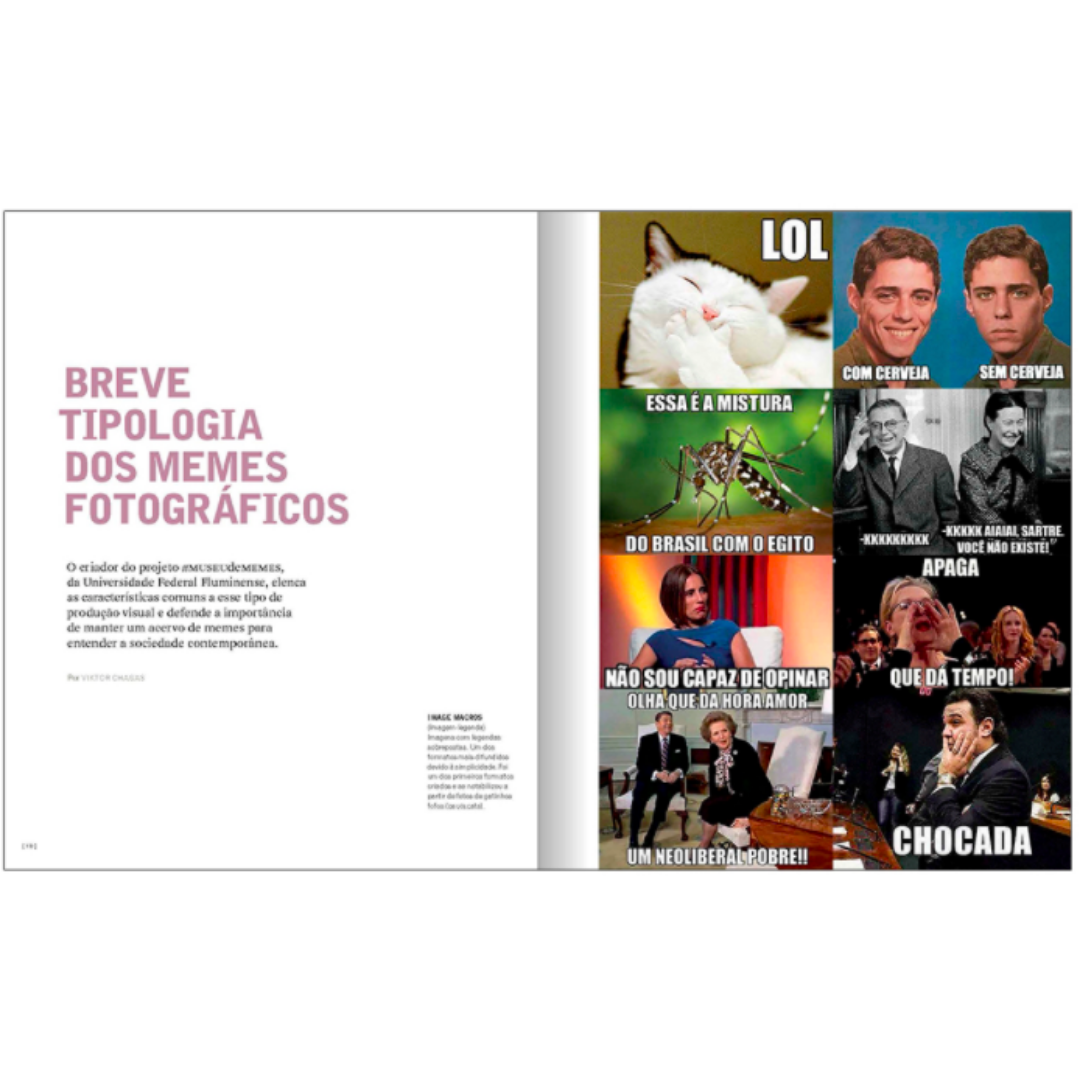 BREVE
TIPOLOGIA
DOS MEMES
FOTOGRÁFICOS
O criador do projeto #MUSEUdeMEMES,
da Universidade Federal Fluminense, elenca
as características comuns a esse tipo de
produção visual e defende a importância
de manter um acervo de memes para
entender a sociedade contemporânea.
Por VIKTOR CHAGAS
IMAGE MACROS
(Imagem-legenda)
Imagens com legendas
sobrepostas. Um dos
formatos mais difundidos
devido à simplicidade. Foi
um dos primeiros formatos
criados e se notabilizou a
partir de fotos de gatinhos
fofos
LOL
COM CERVEJA
SEM CERVEJA
ESSA É A MISTURA
DO BRASIL COM O EGITO
-KKKKKKKKK
-KKKKK AIAIAI, SARTRE,
VOCÊ NÃO EXISTE!"
NÃO SOU CAPAZ DE OPINAR
APAGA
QUE DÁ TEMPO!
OLHA QUE DA HORA AMOR
UM NEOLIBERAL POBRE!!
CHOCADA